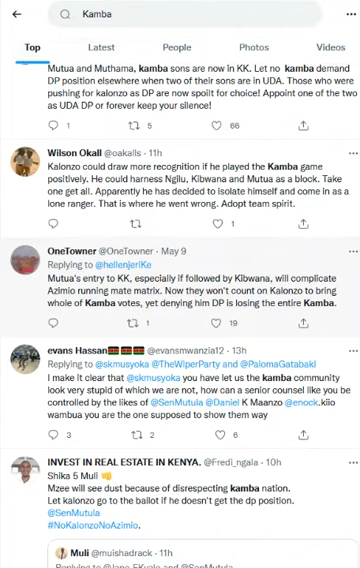 Kamba
Top Latest People Photos Videos
Mutua and Muthama, kamba sons are now in KK. Let no kamba demand
DP position elsewhere when two of their sons are in UDA. Those who were
pushing for kalonzo as DP are now spoilt for choice! Appoint one of the two
as UDA DP or forever keep your silence!
1 5 66
Wilson Okall @oakalls · 11h
Kalonzo could draw more recognition if he played the Kamba game
positively. He could harness Ngilu, Kibwana and Mutua as a block. Take
one get all. Apparently he has decided to isolate himself and come in as a
lone ranger. That is where he went wrong. Adopt team spirit.
1
OneTowner @OneTowner · May 9
Replying to @hellenjeriKe
Mutua's entry to KK, especially if followed by Kibwana, will complicate
Azimio running mate matrix. Now they won't count on Kalonzo to bring
whole of Kamba votes, yet denying him DP is losing the entire Kamba.
1 19
evans Hassan🇰🇪🇰🇪🇰🇪 @evansmwanzia12 · 13h
Replying to @skmusyoka @TheWiperParty and @PalomaGatabaki
I make it clear that @skmusyoka you have let us the kamba community
look very stupid of which we are not, how can a senior counsel like you be
controlled by the likes of @SenMutula @Daniel K Maanzo @enock.kiio
wambua you are the one supposed to show them way
3 2 6
INVEST IN REAL ESTATE IN KENYA. @Fredi_ngala · 10h
Shika 5 Muli 👊
Mzee will see dust because of disrespecting kamba nation.
Let kalonzo go to the ballot if he doesn't get the dp position.
@SenMutula
#NoKalonzoNoAzimio.
Muli @muishadrack · 11h
Replying to @Jane_FKyalo and @SenMutula